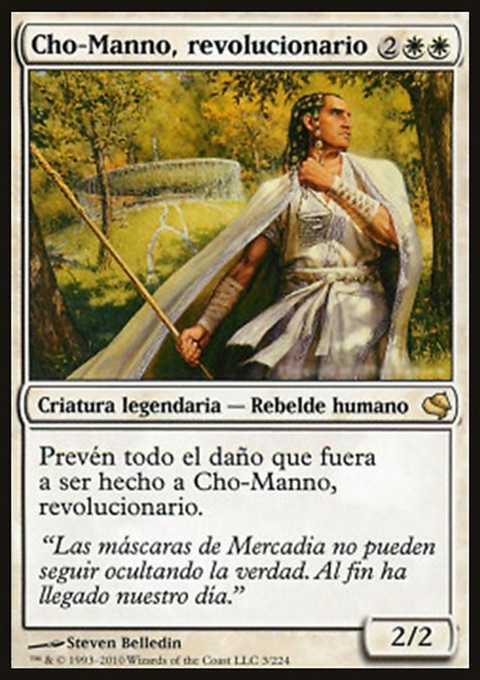 Cho-Manno, revolucionario 2
Criatura legendaria — Rebelde humano
Prevén todo el daño que fuera
a ser hecho a Cho-Manno,
revolucionario.
“Las máscaras de Mercadia no pueden
seguir ocultando la verdad. Al fin ha
llegado nuestro día.”
2/2
Steven Belledin
™ & © 1993–2010 Wizards of the Coast LLC 3/224